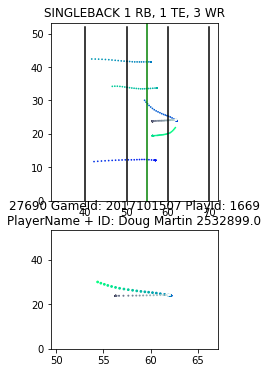 SINGLEBACK 1 RB, 1 TE, 3 WR
50
40
30
20
10
0
40 50 60 70
27690 GameId: 2017101507 PlayId: 1669
PlayerName + ID: Doug Martin 2532899.0
40
20
0
50 55 60 65